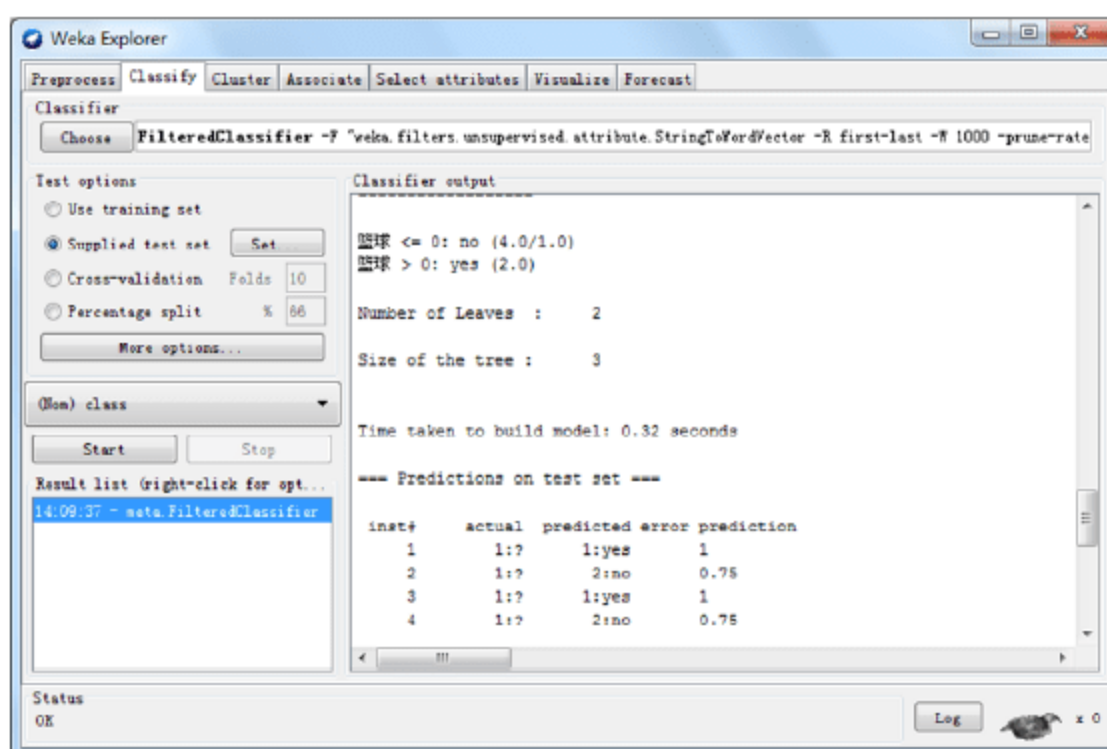 Weka Explorer
Preprocess Classify Cluster Associate Select attributes Visualize Forecast
Classifier
Choose FilteredClassifier -F "weka.filters.unsupervised.attribute.StringToWordVector -R first-last -W 1000 -prune-rate
Test options
Use training set
Supplied test set Set...
Cross-validation Folds 10
Percentage split % 66
More options...
(Nom) class
Start Stop
Result list (right-click for opt...
14:09:37 - meta.FilteredClassifier
Classifier output
篮球 <= 0: no (4.0/1.0)
篮球 > 0: yes (2.0)
Number of Leaves : 2
Size of the tree : 3
Time taken to build model: 0.32 seconds
=== Predictions on test set ===
inst# actual predicted error prediction
1 1:? 1:yes 1
2 1:? 2:no 0.75
3 1:? 1:yes 1
4 1:? 2:no 0.75
Status
OK
Log x 0